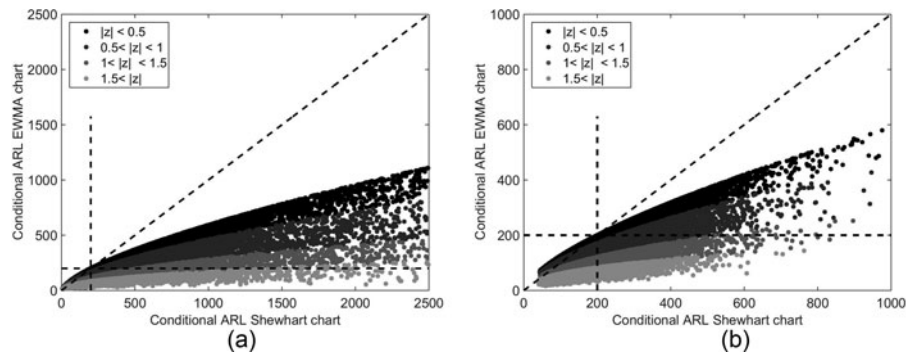 2500
2000
1500
1000
500
0
Conditional ARL EWMA chart
|z| < 0.5
0.5< |z| < 1
1< |z| < 1.5
1.5< |z|
0 500 1000 1500 2000 2500
Conditional ARL Shewhart chart
(a)
1000
800
600
400
200
0
Conditional ARL EWMA chart
|z| < 0.5
0.5< |z| < 1
1< |z| < 1.5
1.5< |z|
0 200 400 600 800 1000
Conditional ARL Shewhart chart
(b)